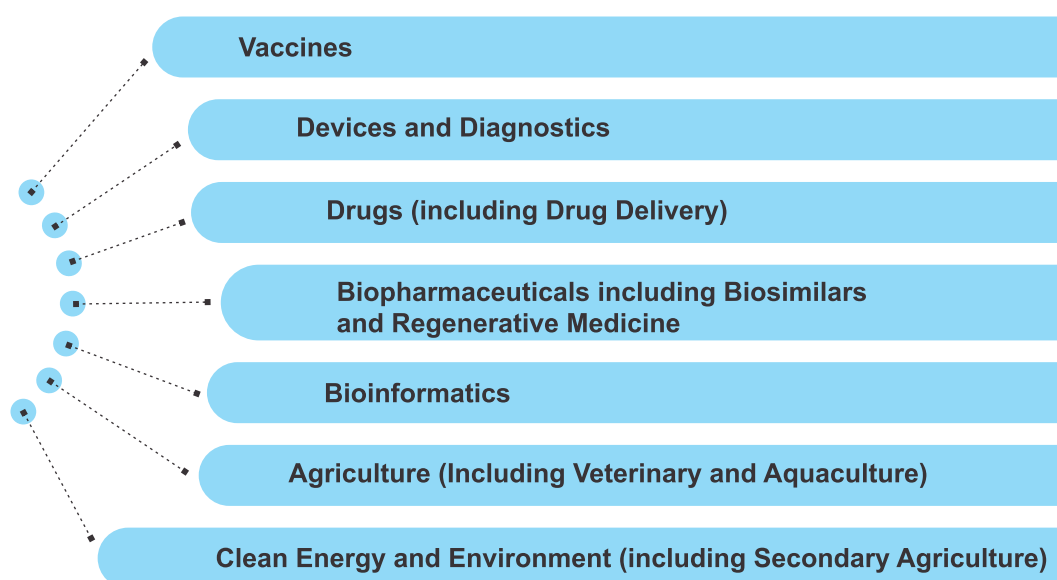 Vaccines
Devices and Diagnostics
Drugs (including Drug Delivery)
Biopharmaceuticals including Biosimilars
and Regenerative Medicine
Bioinformatics
Agriculture (Including Veterinary and Aquaculture)
Clean Energy and Environment (including Secondary Agriculture)